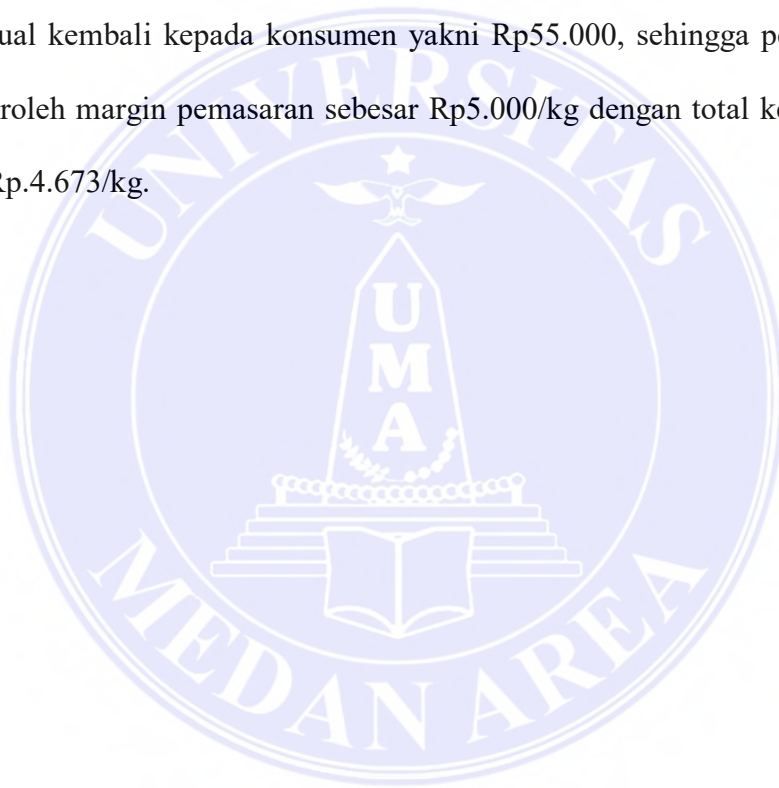 ual kembali kepada konsumen yakni Rp55.000, sehingga pe
roleh margin pemasaran sebesar Rp5.000/kg dengan total k
Rp.4.673/kg.
UNIVERSITAS
UMA
MEDAN AREA